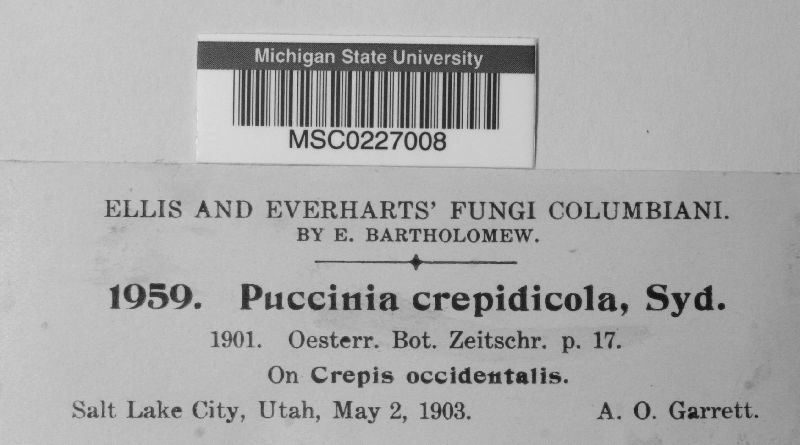 Michigan State University
MSC0227008
ELLIS AND EVERHARTS' FUNGI COLUMBIANI.
BY E. BARTHOLOMEW.
1959. Puccinia crepidicola, Syd.
1901. Oesterr. Bot. Zeitschr. p. 17.
On Crepis occidentalis.
Salt Lake City, Utah, May 2, 1903. A. O. Garrett.